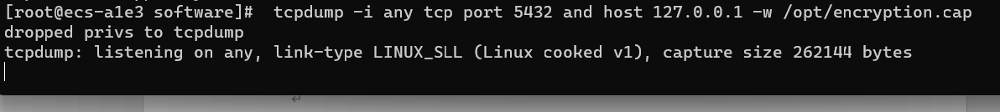 [root@ecs-a1e3 software]#  tcpdump -i any tcp port 5432 and host 127.0.0.1 -w /opt/encryption.cap
dropped privs to tcpdump
tcpdump: listening on any, link-type LINUX_SLL (Linux cooked v1), capture size 262144 bytes